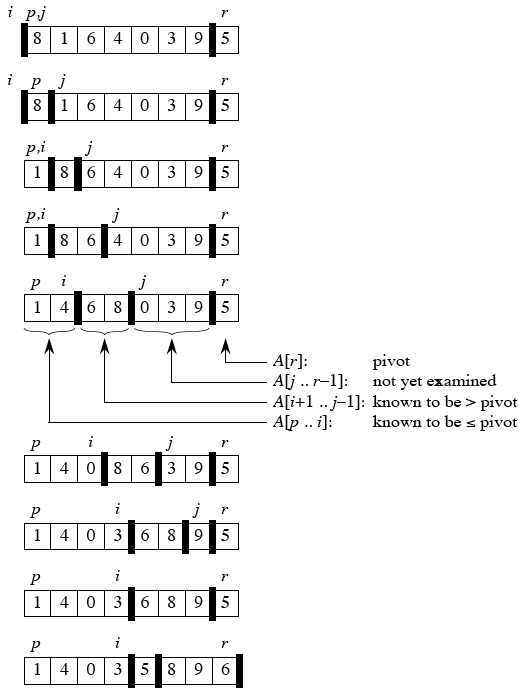 i p,j r
8 1 6 4 0 3 9 5
i p j r
8 1 6 4 0 3 9 5
p,i j r
1 8 6 4 0 3 9 5
p,i j r
1 8 6 4 0 3 9 5
p i j r
1 4 6 8 0 3 9 5
A[r]: pivot
A[j .. r–1]: not yet examined
A[i+1 .. j–1]: known to be > pivot
A[p .. i]: known to be ≤ pivot
p i j r
1 4 0 8 6 3 9 5
p i j r
1 4 0 3 6 8 9 5
p i r
1 4 0 3 6 8 9 5
p i r
1 4 0 3 5 8 9 6